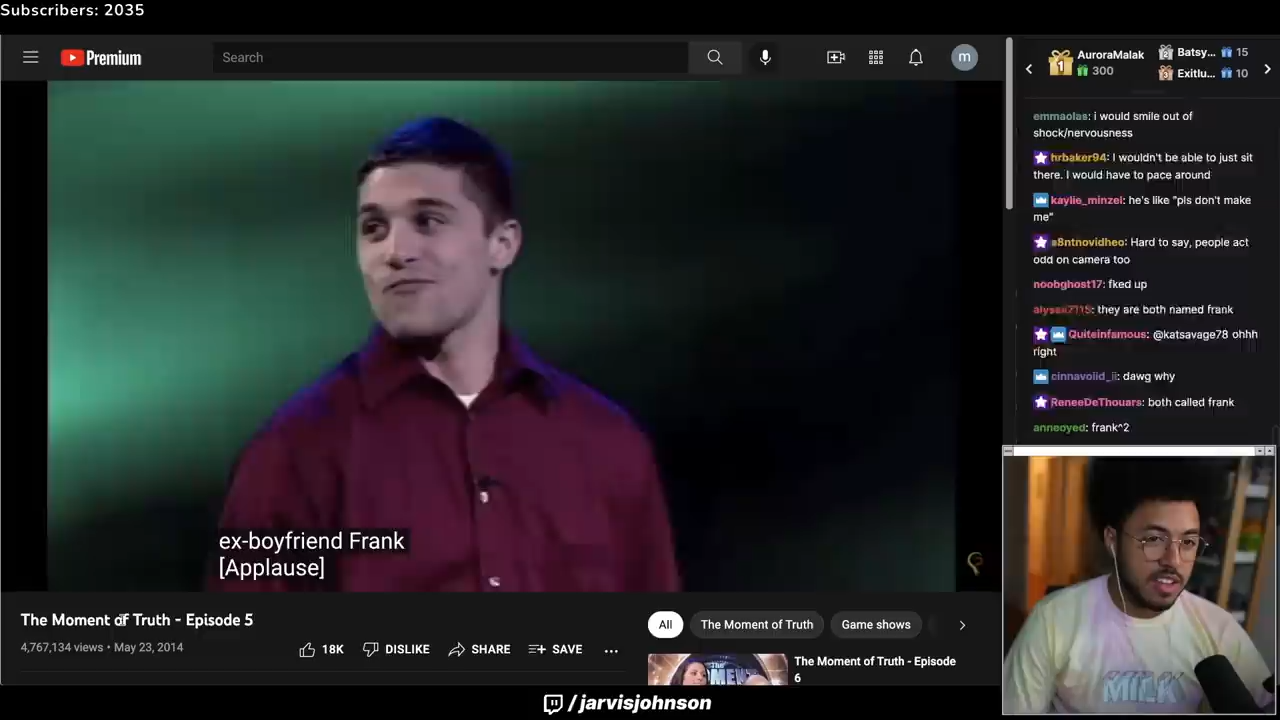 Subscribers: 2035
Premium
Search
m
AuroraMalak
300
Batsy... 15
Exitlu... 10
emmaolas: i would smile out of
shock/nervousness
hrbaker94: I wouldn't be able to just sit
there. I would have to pace around
kaylie_minzel: he's like "pls don't make
me"
a8ntnovidheo: Hard to say, people act
odd on camera too
noobghost17: fked up
they are both named frank
Quiteinfamous: @katsavage78 ohhh
right
cinnavoiid_ii: dawg why
ReneeDeThouars: both called frank
anneoyed: frank^2
ex-boyfriend Frank
[Applause]
The Moment of Truth - Episode 5
4,767,134 views • May 23, 2014
18K
DISLIKE
SHARE
SAVE
All
The Moment of Truth
Game shows
The Moment of Truth - Episode
6
MILK
/jarvisjohnson